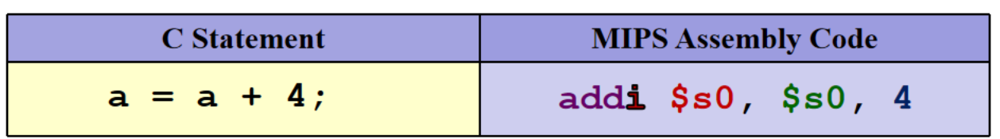 C Statement
MIPS Assembly Code
a = a + 4;
addi $s0, $s0, 4